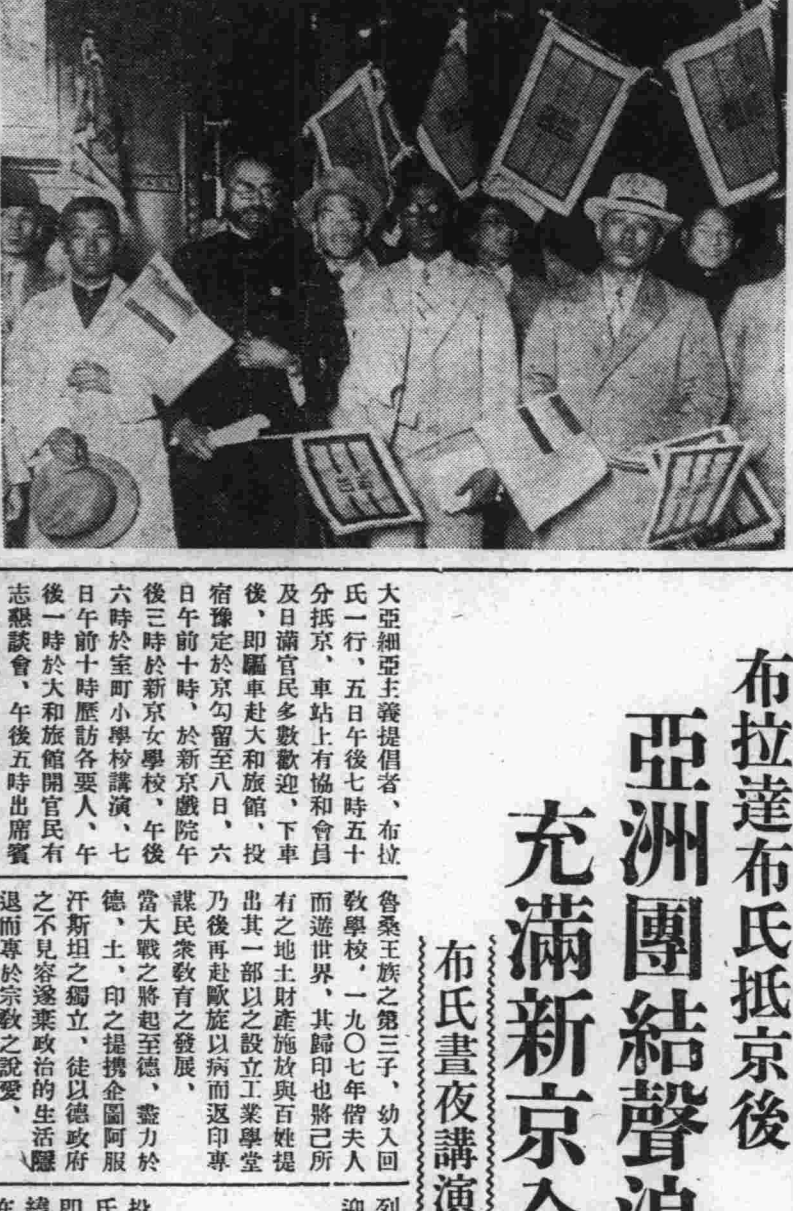 布拉達布氏抵京後
亞洲團結聲浪
充滿新京全
布氏晝夜講演
大亞細亞主義提倡者、布拉
氏一行、五日午後七時五十
分抵京、車站上有協和會員
及日滿官民多數歡迎、下車
後、即驅車赴大和旅館、投
宿豫定於京勾留至八日、六
日午前十時、於新京戲院午
後三時於新京女學校、午後
六時於室町小學校講演、七
日午前十時歷訪各要人、午
後一時於大和旅館開官民有
志懇談會、午後五時出席賓
魯桑王族之第三子、幼入回
敎學校、一九〇七年偕夫人
而遊世界、其歸印也將己所
有之地土財產施放與百姓提
出其一部以之設立工業學堂
乃後再赴歐旋以病而返印專
謀民衆敎育之發展、
當大戰之將起至德、盡力於
德、土、印之提携企圖阿服
汗斯坦之獨立、徒以德政府
之不見容遂棄政治的生活隱
退而專於宗敎之說愛、
列
迎